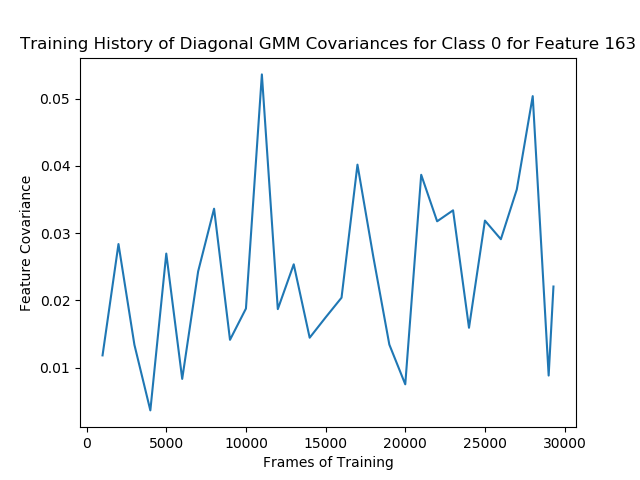 Training History of Diagonal GMM Covariances for Class 0 for Feature 163
0.05
0.04
0.03
0.02
0.01
Feature Covariance
0 5000 10000 15000 20000 25000 30000
Frames of Training